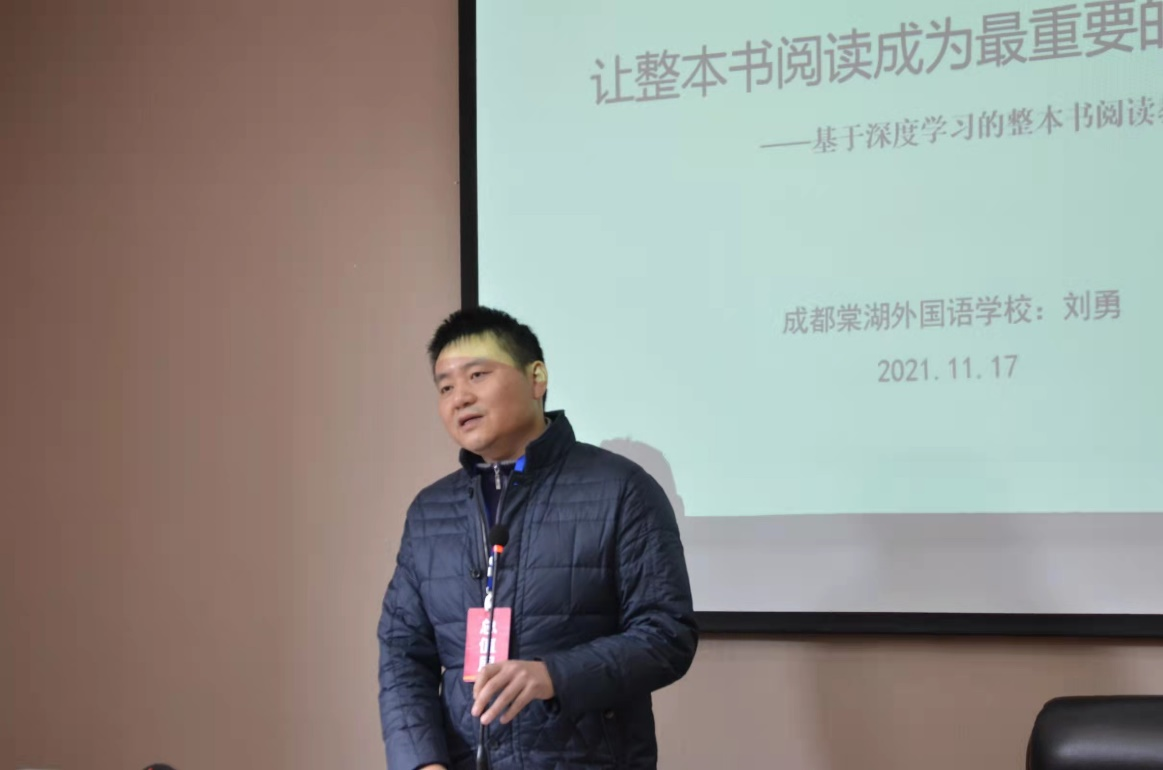 让整本书阅读成为最重要的
——基于深度学习的整本书阅读
成都棠湖外国语学校：刘勇
2021.11.17